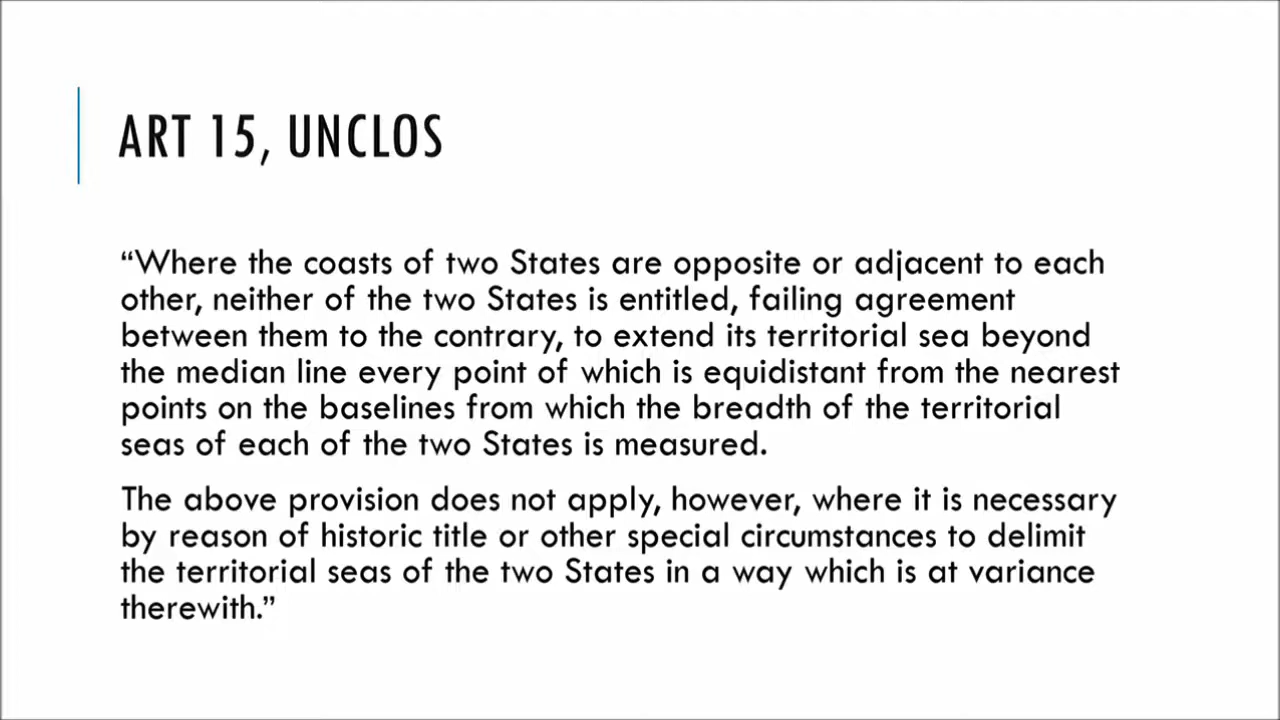 ART 15, UNCLOS
“Where the coasts of two States are opposite or adjacent to each
other, neither of the two States is entitled, failing agreement
between them to the contrary, to extend its territorial sea beyond
the median line every point of which is equidistant from the nearest
points on the baselines from which the breadth of the territorial
seas of each of the two States is measured.
The above provision does not apply, however, where it is necessary
by reason of historic title or other special circumstances to delimit
the territorial seas of the two States in a way which is at variance
therewith.”